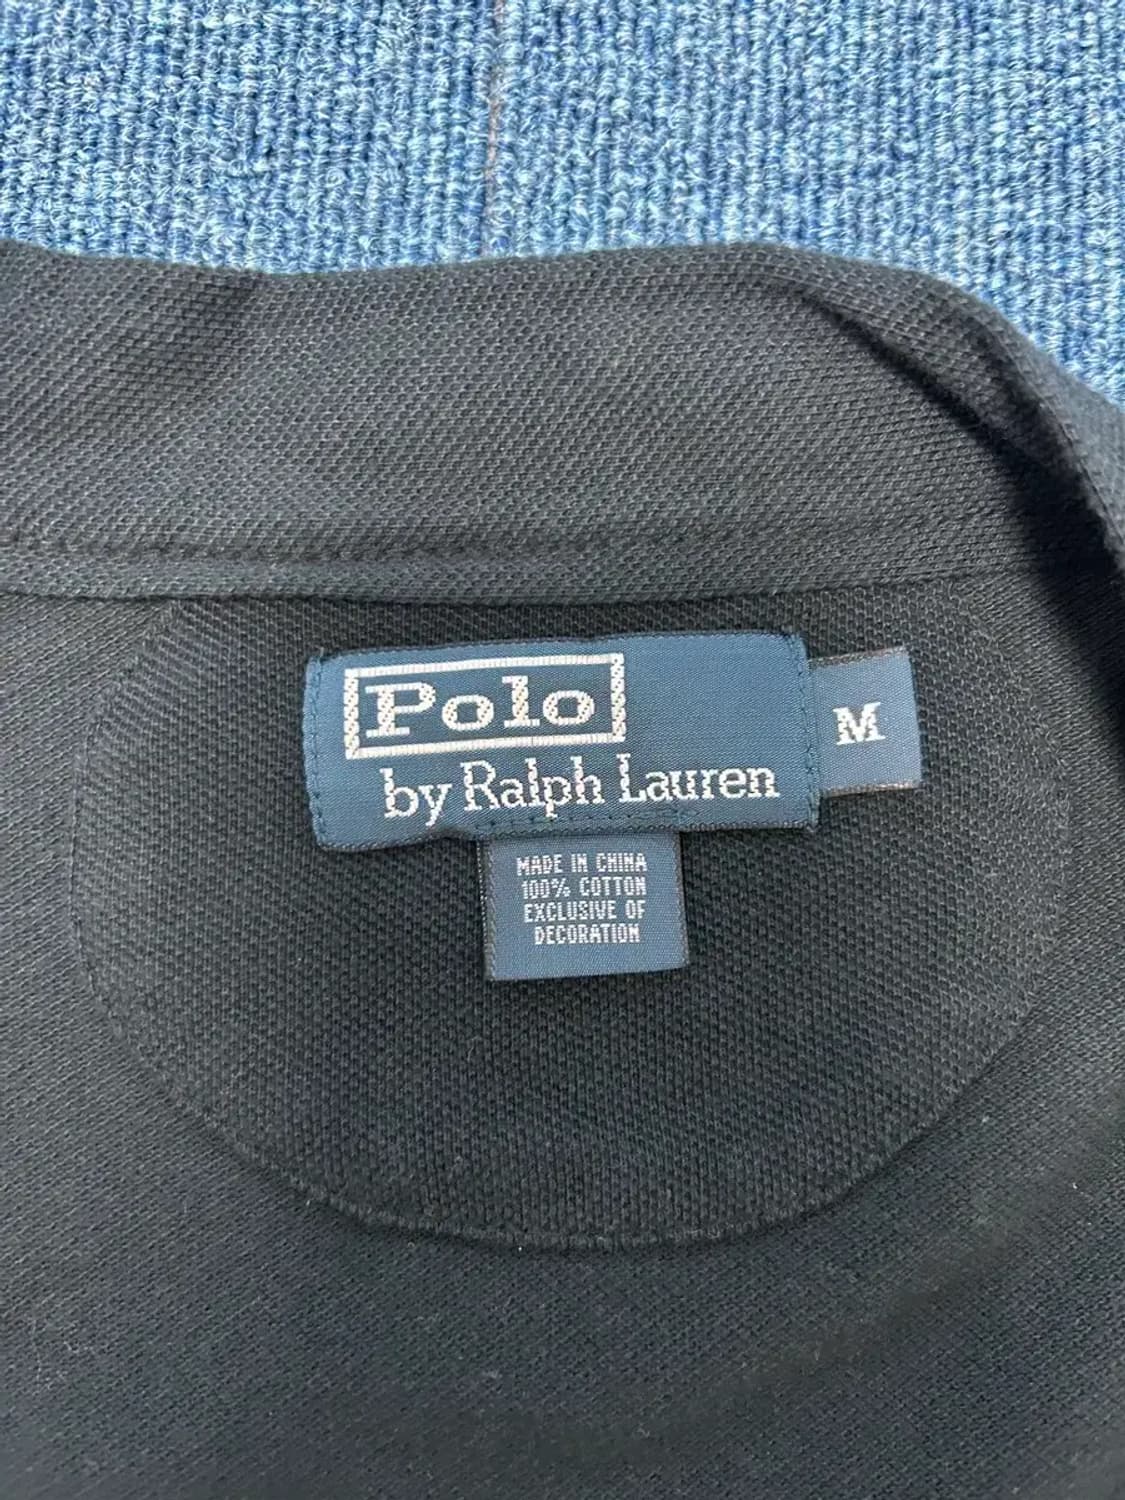 Polo
by Ralph Lauren
M
MADE IN CHINA
100% COTTON
EXCLUSIVE OF
DECORATION